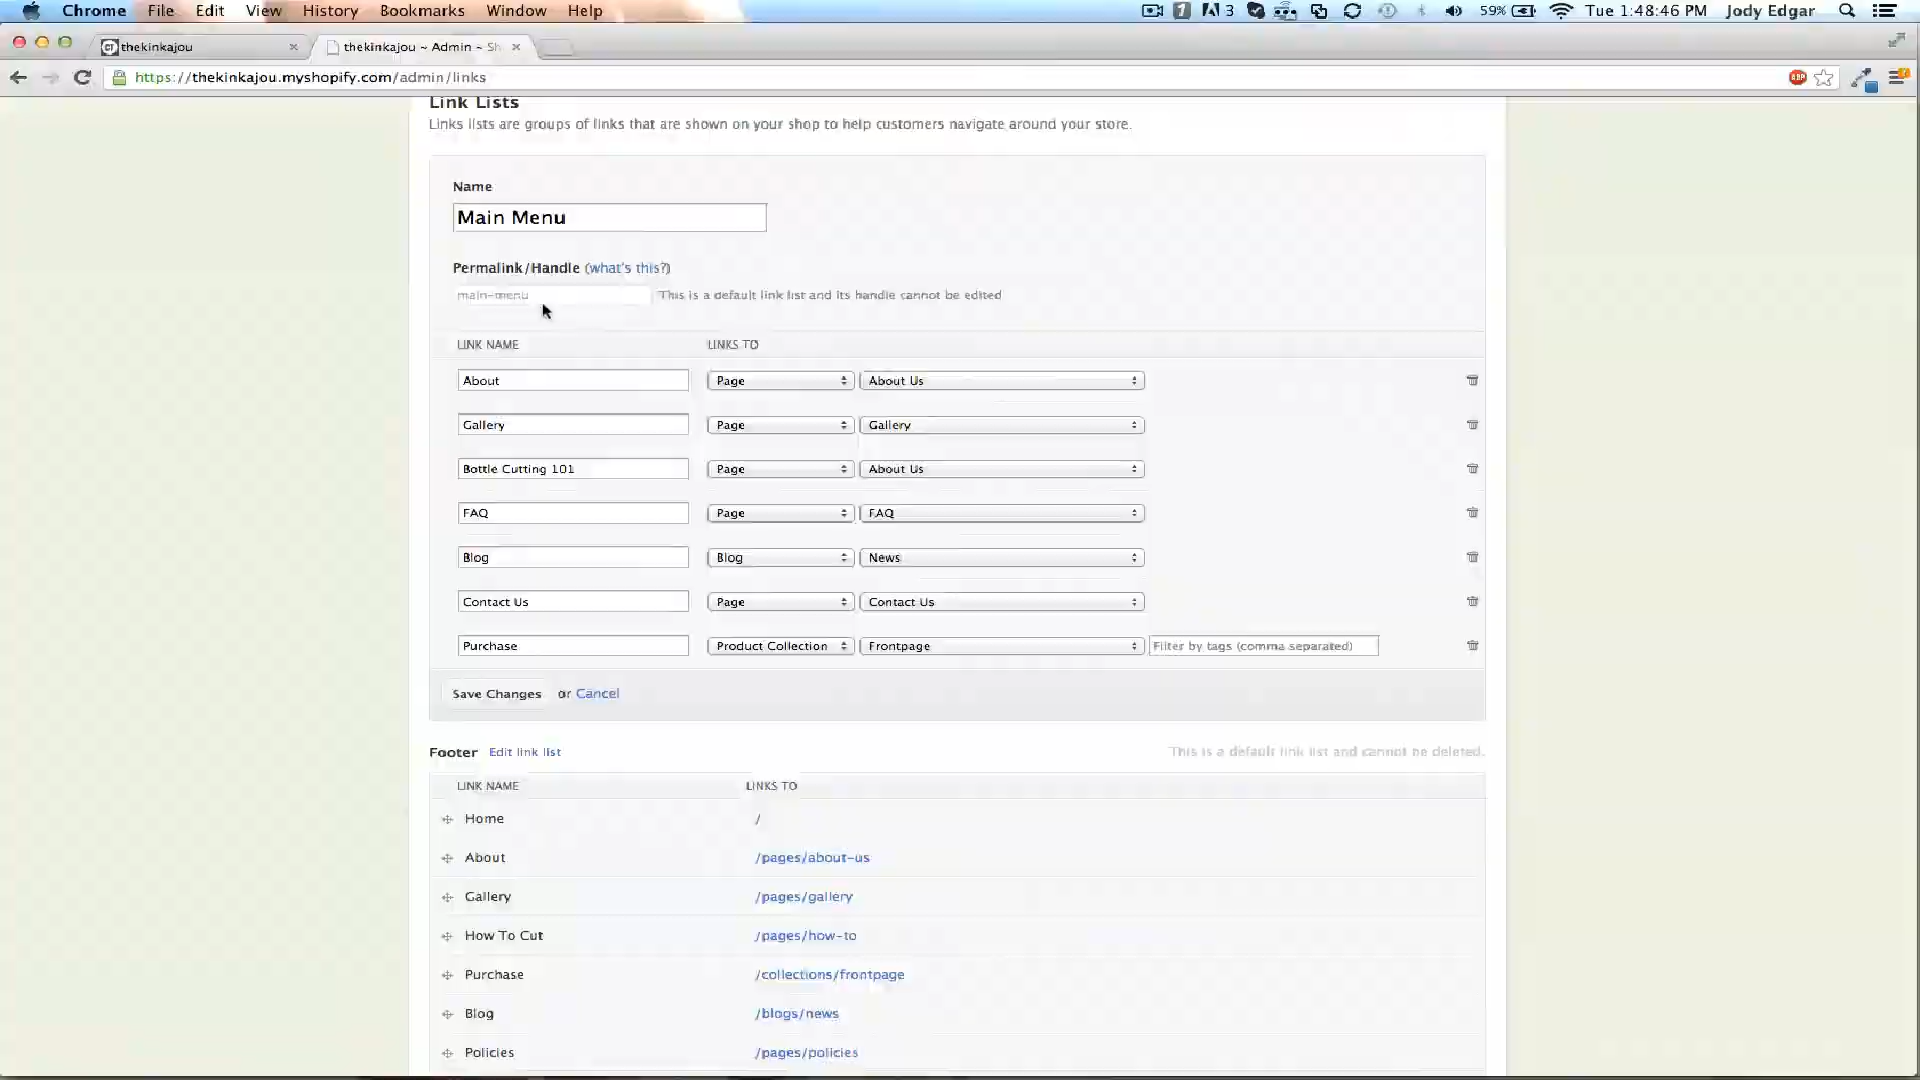 Chrome File Edit View History Bookmarks Window Help 3 59% Tue 1:48:46 PM Jody Edgar
thekinkajou
thekinkajou ~ Admin ~ Sh
https://thekinkajou.myshopify.com/admin/links
ABP
Link Lists
Links lists are groups of links that are shown on your shop to help customers navigate around your store.
Name
Main Menu
Permalink/Handle (what's this?)
main-menu This is a default link list and its handle cannot be edited
LINK NAME LINKS TO
About Page About Us
Gallery Page Gallery
Bottle Cutting 101 Page About Us
FAQ Page FAQ
Blog Blog News
Contact Us Page Contact Us
Purchase Product Collection Frontpage Filter by tags (comma separated)
Save Changes or Cancel
Footer Edit link list This is a default link list and cannot be deleted.
LINK NAME LINKS TO
Home /
About /pages/about-us
Gallery /pages/gallery
How To Cut /pages/how-to
Purchase /collections/frontpage
Blog /blogs/news
Policies /pages/policies